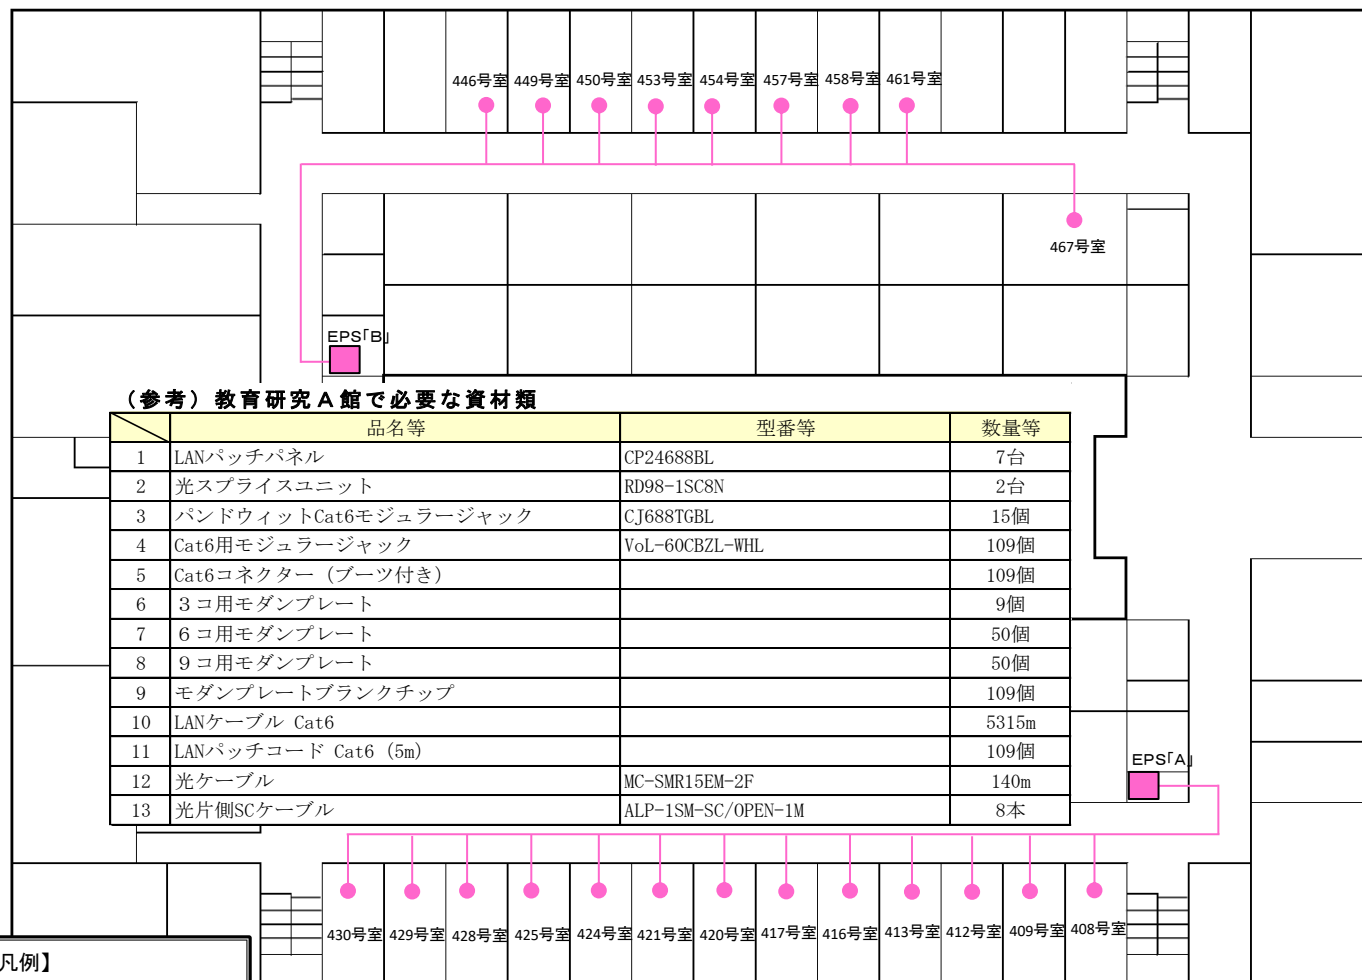 446号室 449号室 450号室 453号室 454号室 457号室 458号室 461号室
467号室
EPS「B」
（参考）教育研究Ａ館で必要な資材類
品名等 型番等 数量等
1 LANパッチパネル CP24688BL 7台
2 光スプライスユニット RD98-1SC8N 2台
3 パンドウィットCat6モジュラージャック CJ688TGBL 15個
4 Cat6用モジュラージャック VoL-60CBZL-WHL 109個
5 Cat6コネクター（ブーツ付き） 109個
6 ３コ用モダンプレート 9個
7 ６コ用モダンプレート 50個
8 ９コ用モダンプレート 50個
9 モダンプレートブランクチップ 109個
10 LANケーブル Cat6 5315m
11 LANパッチコード Cat6（5m） 109個
12 光ケーブル MC-SMR15EM-2F 140m
13 光片側SCケーブル ALP-1SM-SC/OPEN-1M 8本
EPS「A」
430号室 429号室 428号室 425号室 424号室 421号室 420号室 417号室 416号室 413号室 412号室 409号室 408号室
凡例】